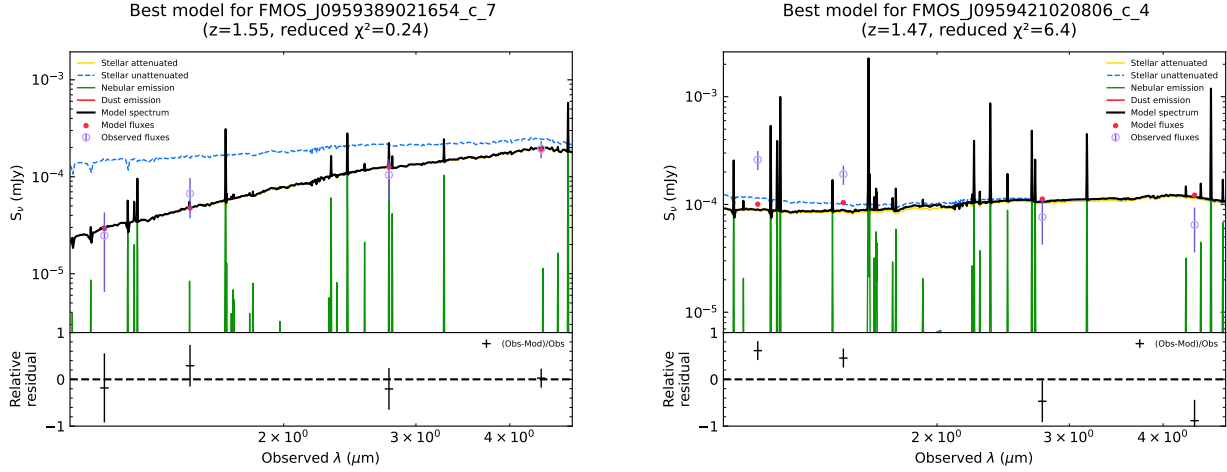 Best model for FMOS_J0959389021654_c_7
(z=1.55, reduced χ²=0.24)
Stellar attenuated
Stellar unattenuated
Nebular emission
Dust emission
Model spectrum
Model fluxes
Observed fluxes
10⁻³
10⁻⁴
10⁻⁵
Sν (mJy)
1
0
-1
Relative
residual
(Obs-Mod)/Obs
2 × 10⁰
3 × 10⁰
4 × 10⁰
Observed λ (μm)
Best model for FMOS_J0959421020806_c_4
(z=1.47, reduced χ²=6.4)
Stellar attenuated
Stellar unattenuated
Nebular emission
Dust emission
Model spectrum
Model fluxes
Observed fluxes
10⁻³
10⁻⁴
10⁻⁵
Sν (mJy)
1
0
-1
Relative
residual
(Obs-Mod)/Obs
2 × 10⁰
3 × 10⁰
4 × 10⁰
Observed λ (μm)